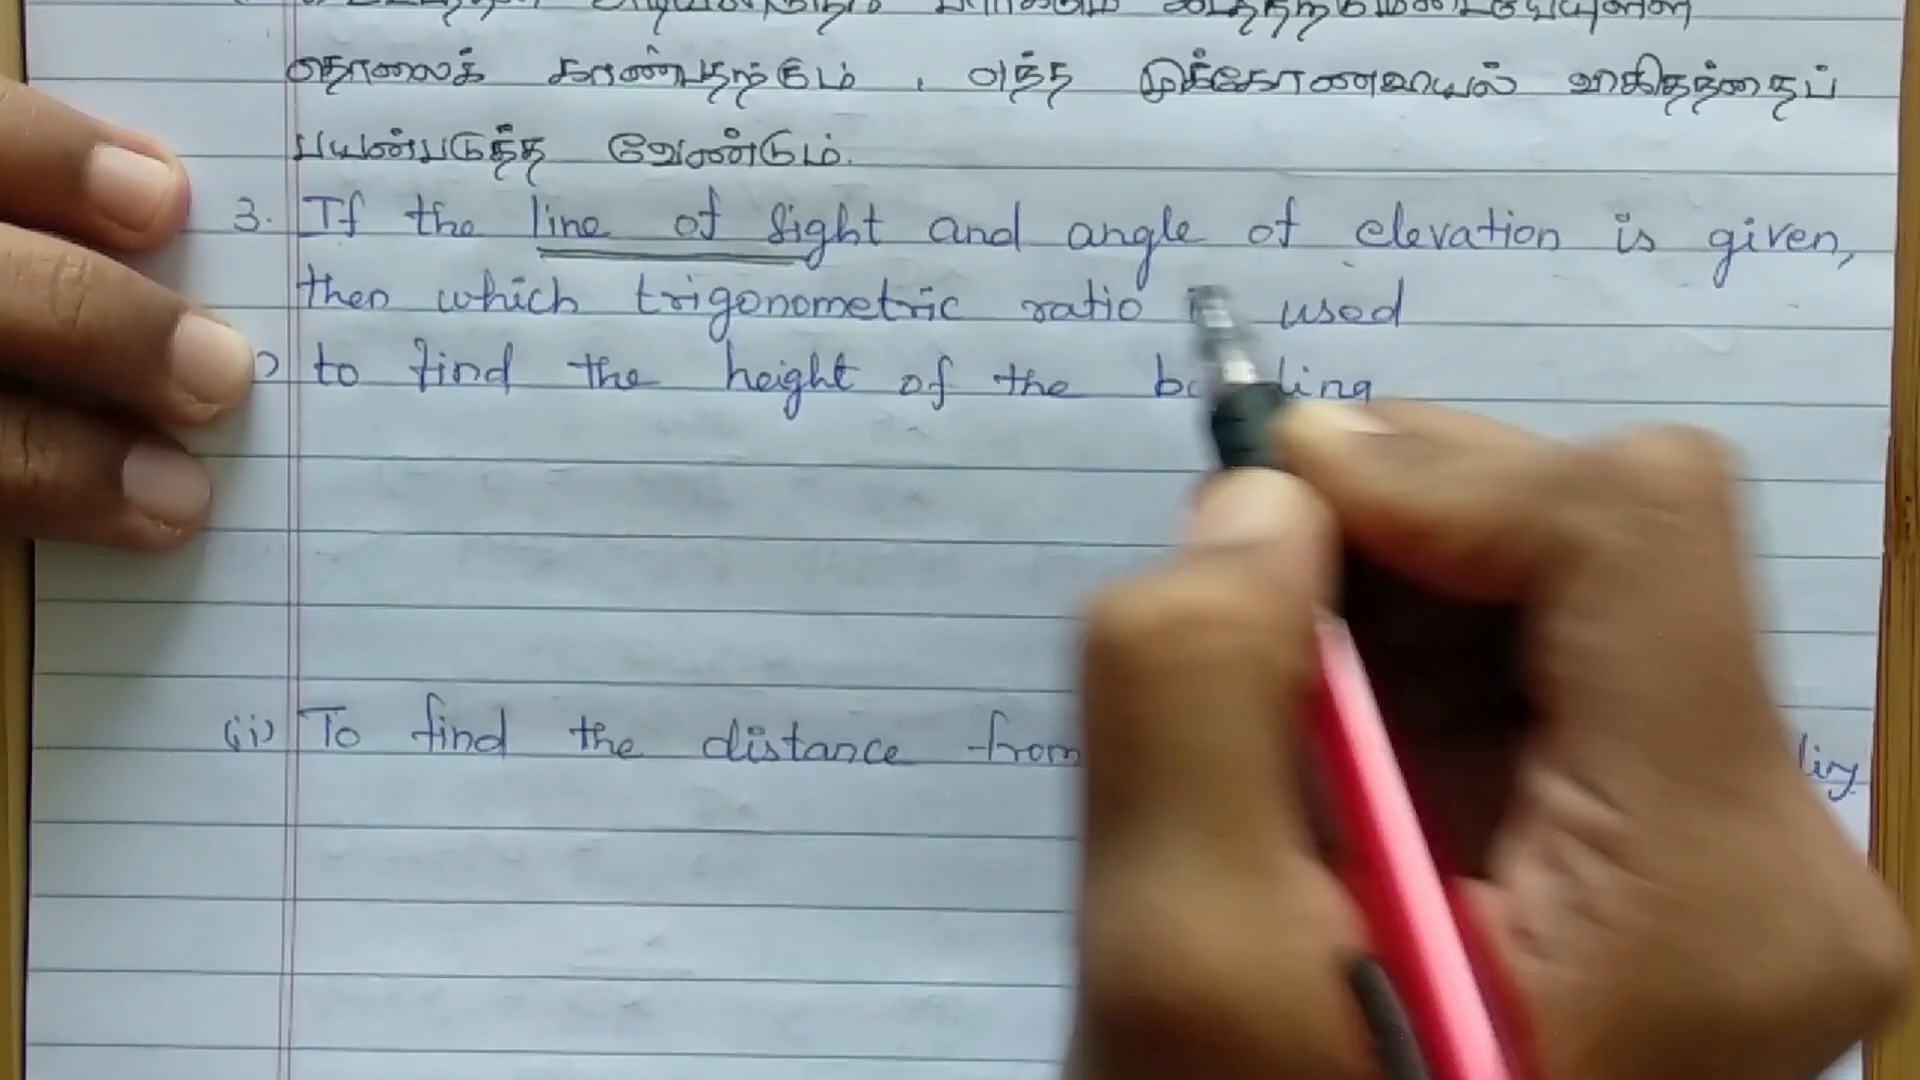 தொலைக் காண்பதற்கும், எந்த முக்கோணவியல் விகிதத்தைப்
பயன்படுத்த வேண்டும்.
3. If the line of sight and angle of elevation is given,
then which trigonometric ratio used
to find the height of the
(ii) To find the distance from